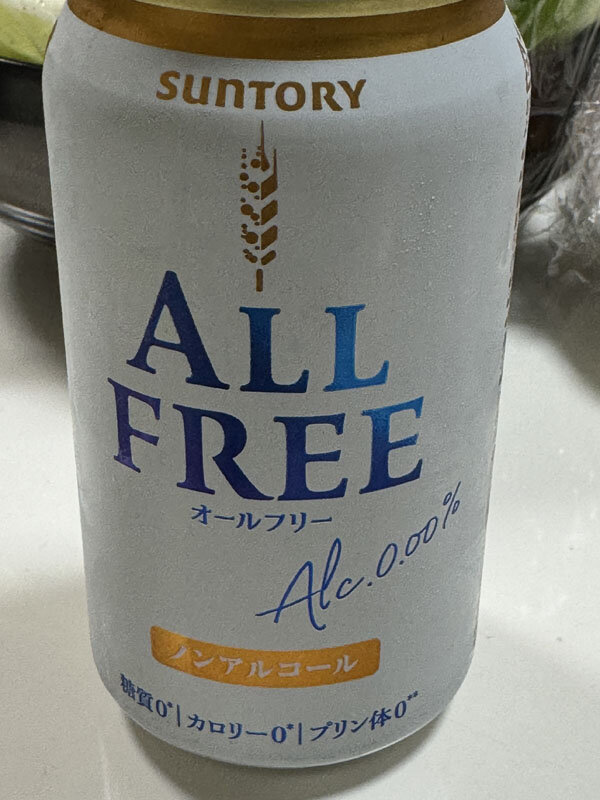 SUNTORY
ALL
FREE
オールフリー
Alc.0.00%
ノンアルコール
糖質0*|カロリー0*|プリン体0**